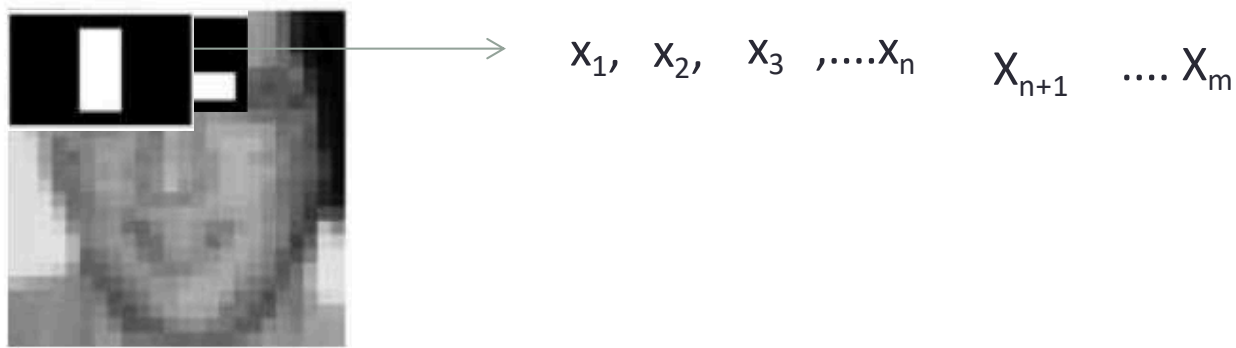 x₁, x₂, x₃ ,....xₙ Xₙ₊₁ .... Xₘ